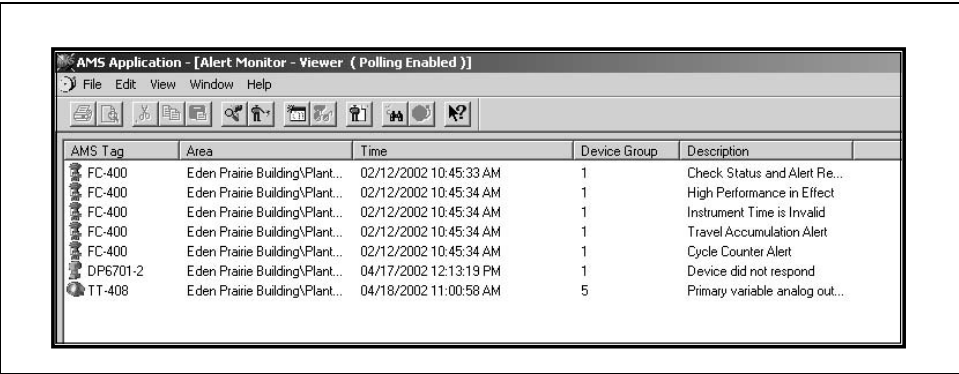 AMS Application - [Alert Monitor - Viewer ( Polling Enabled )]
File Edit View Window Help
AMS Tag Area Time Device Group Description
FC-400 Eden Prairie Building\Plant... 02/12/2002 10:45:33 AM 1 Check Status and Alert Re...
FC-400 Eden Prairie Building\Plant... 02/12/2002 10:45:34 AM 1 High Performance in Effect
FC-400 Eden Prairie Building\Plant... 02/12/2002 10:45:34 AM 1 Instrument Time is Invalid
FC-400 Eden Prairie Building\Plant... 02/12/2002 10:45:34 AM 1 Travel Accumulation Alert
FC-400 Eden Prairie Building\Plant... 02/12/2002 10:45:34 AM 1 Cycle Counter Alert
DP6701-2 Eden Prairie Building\Plant... 04/17/2002 12:13:19 PM 1 Device did not respond
TT-408 Eden Prairie Building\Plant... 04/18/2002 11:00:58 AM 5 Primary variable analog out...